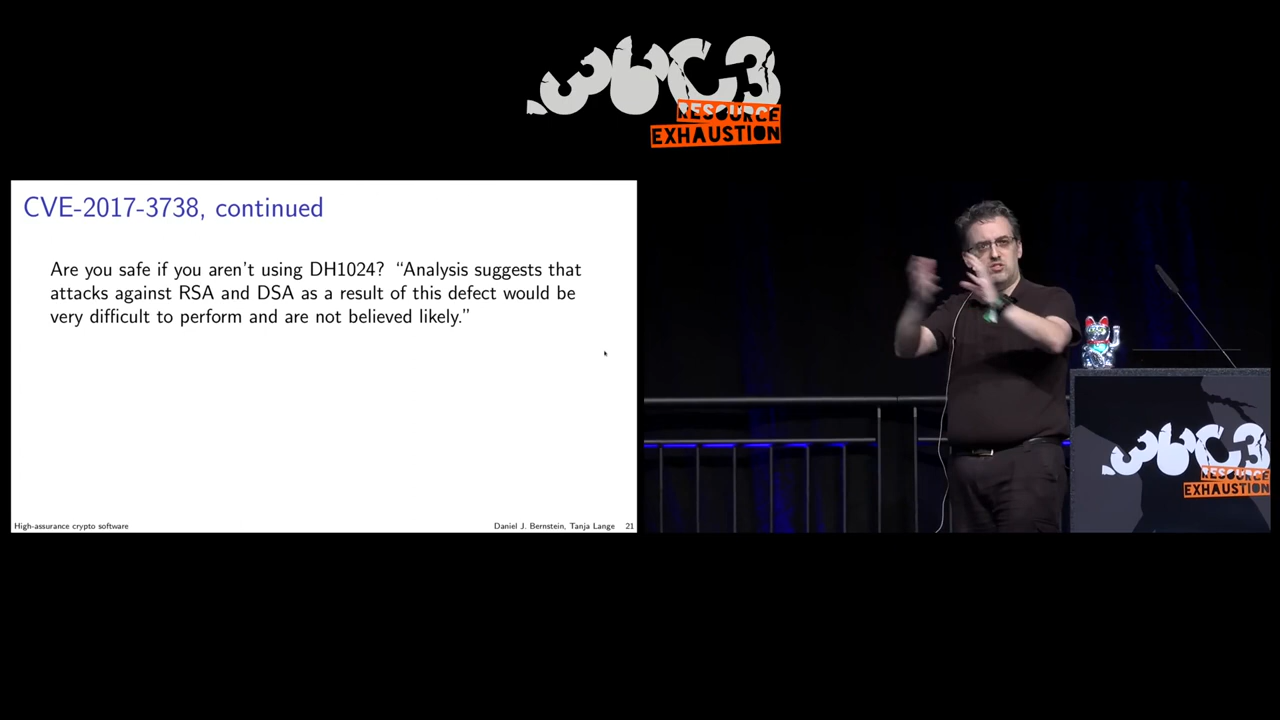 36C3
RESOURCE
EXHAUSTION
CVE-2017-3738, continued
Are you safe if you aren’t using DH1024? “Analysis suggests that
attacks against RSA and DSA as a result of this defect would be
very difficult to perform and are not believed likely.”
High-assurance crypto software
Daniel J. Bernstein, Tanja Lange 21
36C3
RESOURCE
EXHAUSTION